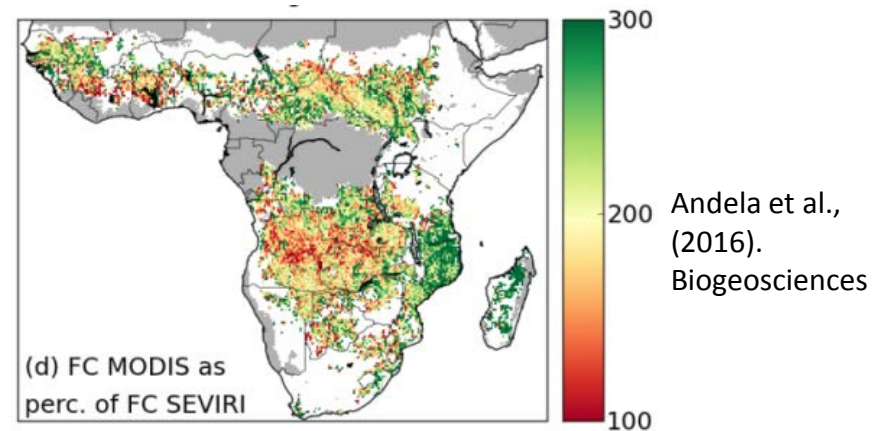 300
200
100
(d) FC MODIS as
perc. of FC SEVIRI
Andela et al.,
(2016).
Biogeosciences